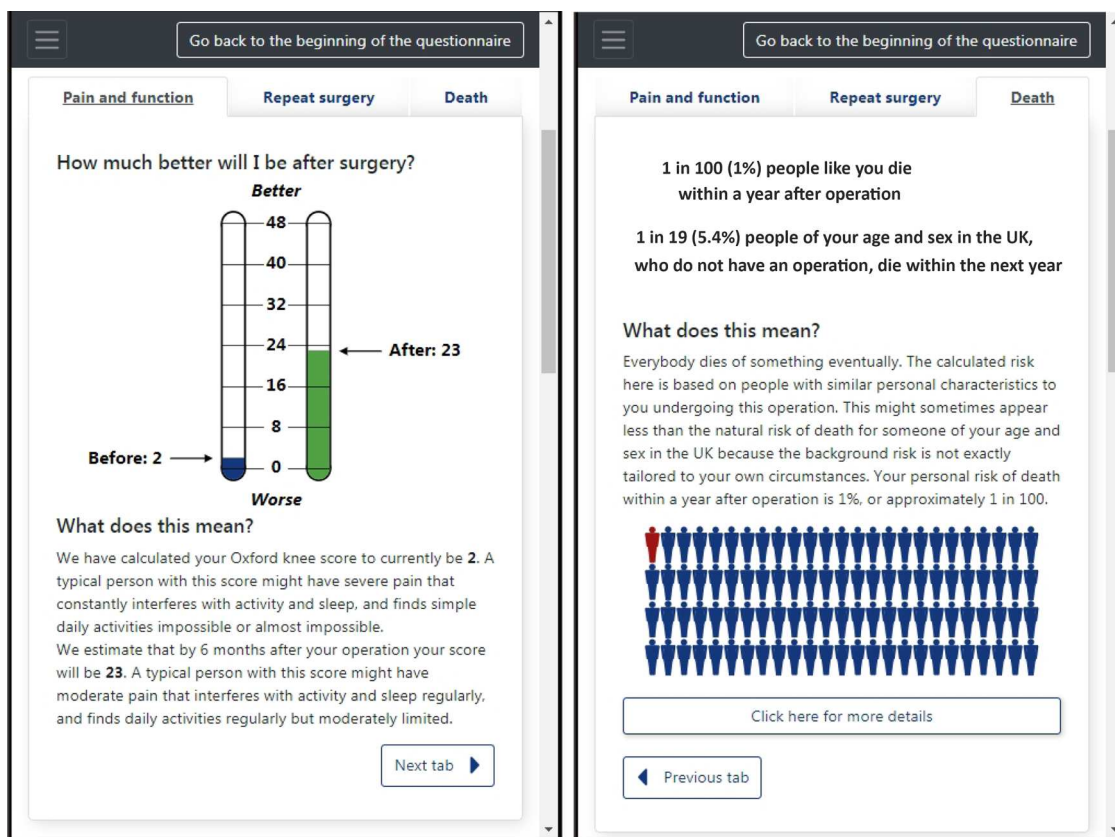 Go back to the beginning of the questionnaire
Pain and function
Repeat surgery
Death
How much better will I be after surgery?
Better
48
40
32
24
After: 23
16
8
Before: 2
0
Worse
What does this mean?
We have calculated your Oxford knee score to currently be 2. A
typical person with this score might have severe pain that
constantly interferes with activity and sleep, and finds simple
daily activities impossible or almost impossible.
We estimate that by 6 months after your operation your score
will be 23. A typical person with this score might have
moderate pain that interferes with activity and sleep regularly,
and finds daily activities regularly but moderately limited.
Next tab
Go back to the beginning of the questionnaire
Pain and function
Repeat surgery
Death
1 in 100 (1%) people like you die
within a year after operation
1 in 19 (5.4%) people of your age and sex in the UK,
who do not have an operation, die within the next year
What does this mean?
Everybody dies of something eventually. The calculated risk
here is based on people with similar personal characteristics to
you undergoing this operation. This might sometimes appear
less than the natural risk of death for someone of your age and
sex in the UK because the background risk is not exactly
tailored to your own circumstances. Your personal risk of death
within a year after operation is 1%, or approximately 1 in 100.
Click here for more details
Previous tab